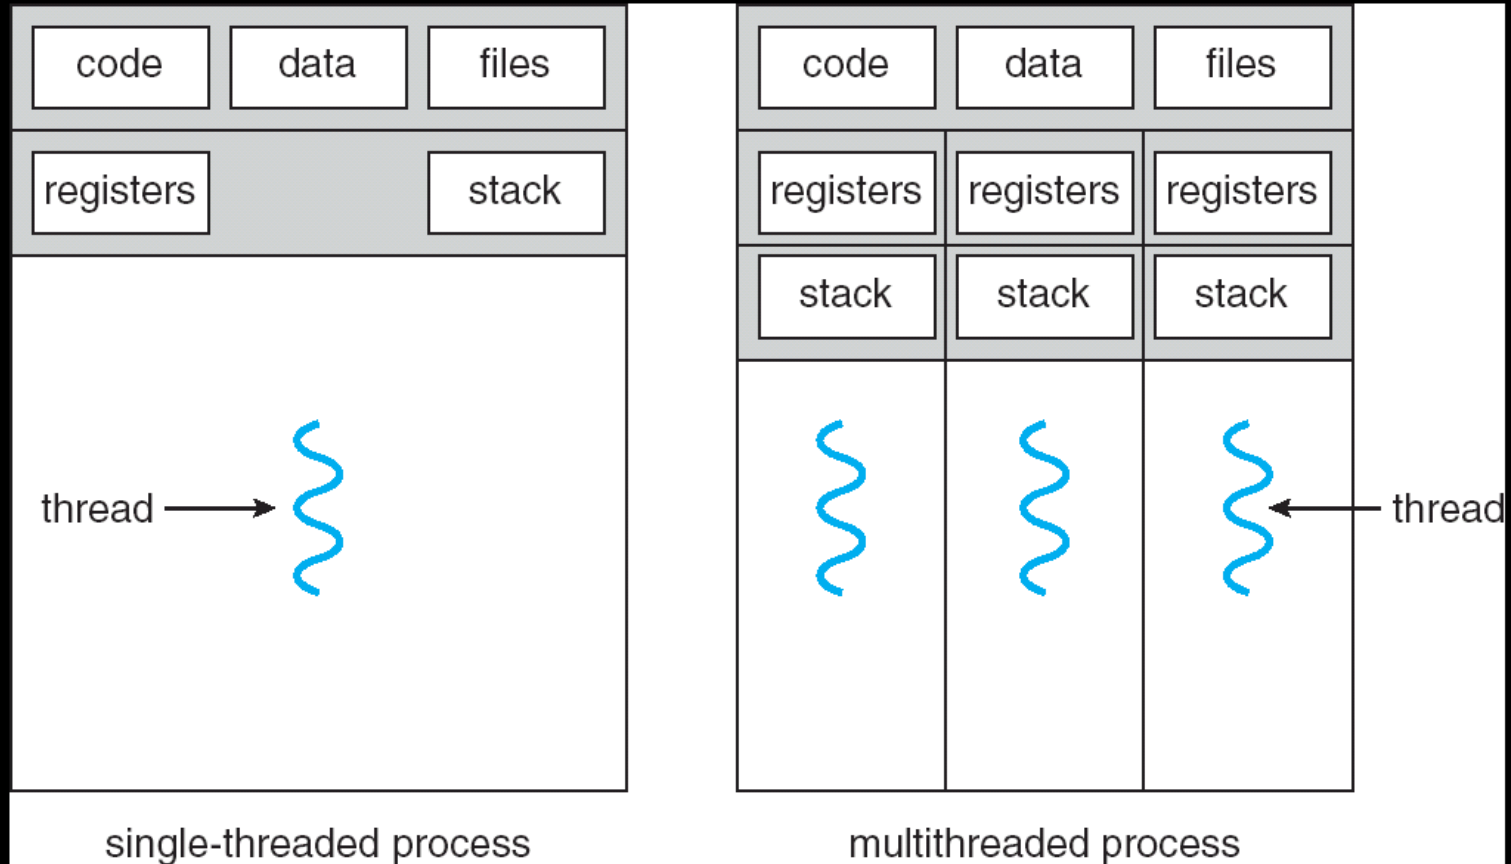 code data files
registers stack
thread
single-threaded process
code data files
registers registers registers
stack stack stack
thread
multithreaded process